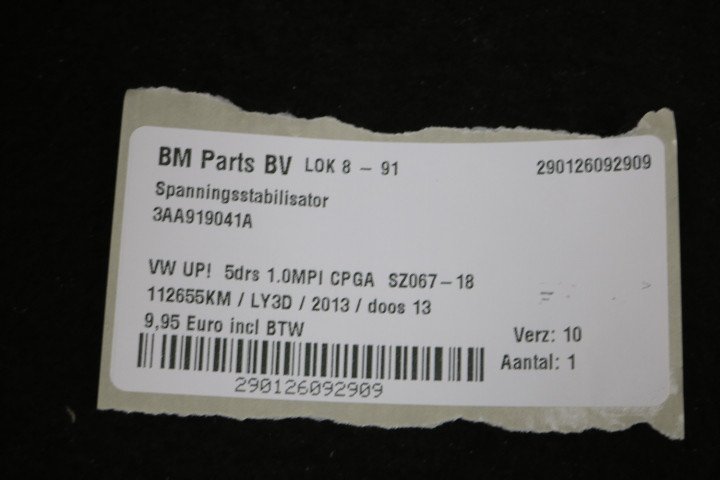 BM Parts BV LOK 8 – 91 290126092909
Spanningsstabilisator
3AA919041A
VW UP! 5drs 1.0MPI CPGA SZ067-18
112655KM / LY3D / 2013 / doos 13
9,95 Euro incl BTW
Verz: 10
Aantal: 1
290126092909